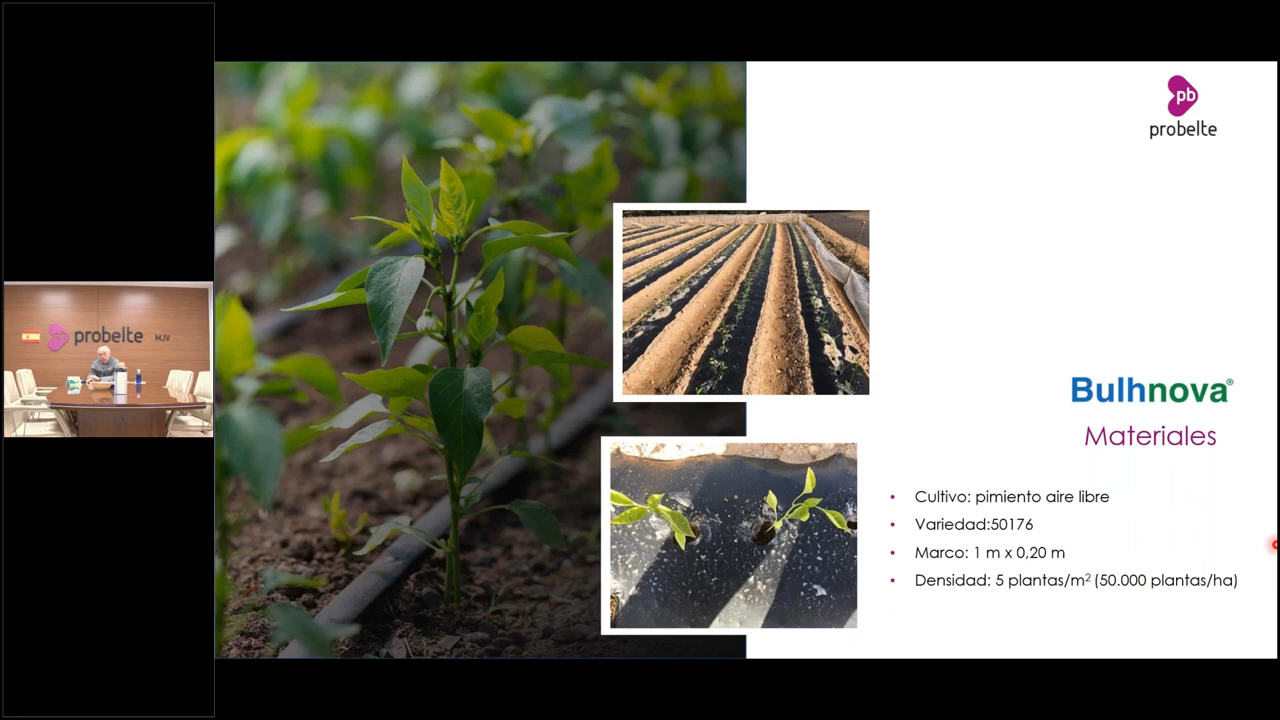 pb
probelte
probelte
MJV
Bulhnova®
Materiales
• Cultivo: pimiento aire libre
• Variedad:50176
• Marco: 1 m x 0,20 m
• Densidad: 5 plantas/m² (50.000 plantas/ha)